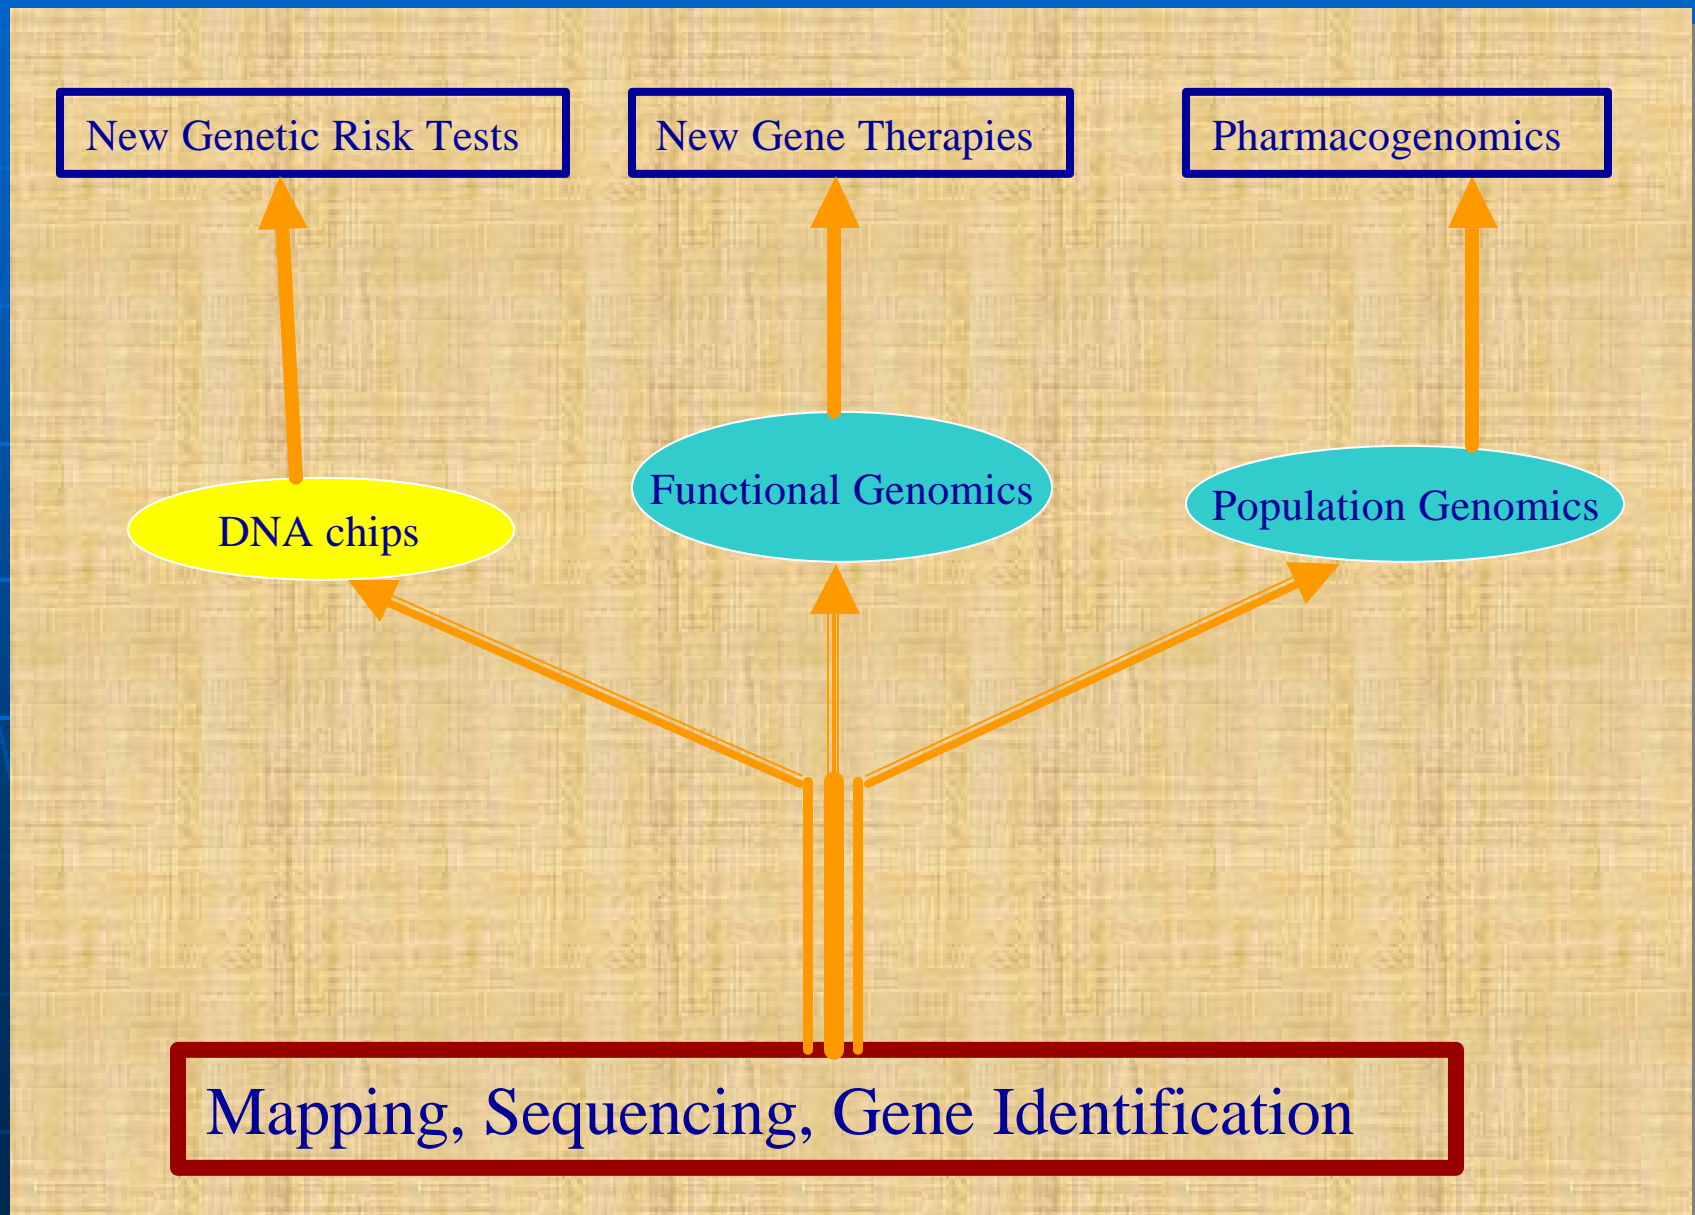 New Genetic Risk Tests
New Gene Therapies
Pharmacogenomics
DNA chips
Functional Genomics
Population Genomics
Mapping, Sequencing, Gene Identification